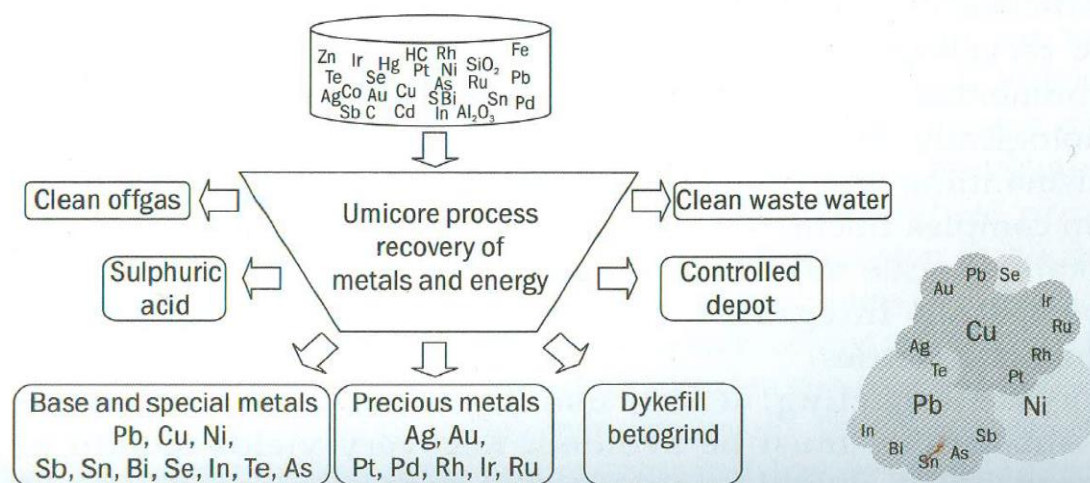 Zn Ir Hg HC Rh Fe
Te Se Pt Ni SiO₂ Pb
Ag Co Au Cu As Ru
S Bi Sn Pd
Sb C Cd In Al₂O₃
Clean offgas
Umicore process
recovery of
metals and energy
Clean waste water
Sulphuric
acid
Controlled
depot
Base and special metals
Pb, Cu, Ni,
Sb, Sn, Bi, Se, In, Te, As
Precious metals
Ag, Au,
Pt, Pd, Rh, Ir, Ru
Dykefill
betogrind
Au Pb Se
Ir
Cu Ru
Ag Rh
Te Pt
Pb Ni
In Sb
Bi As
Sn